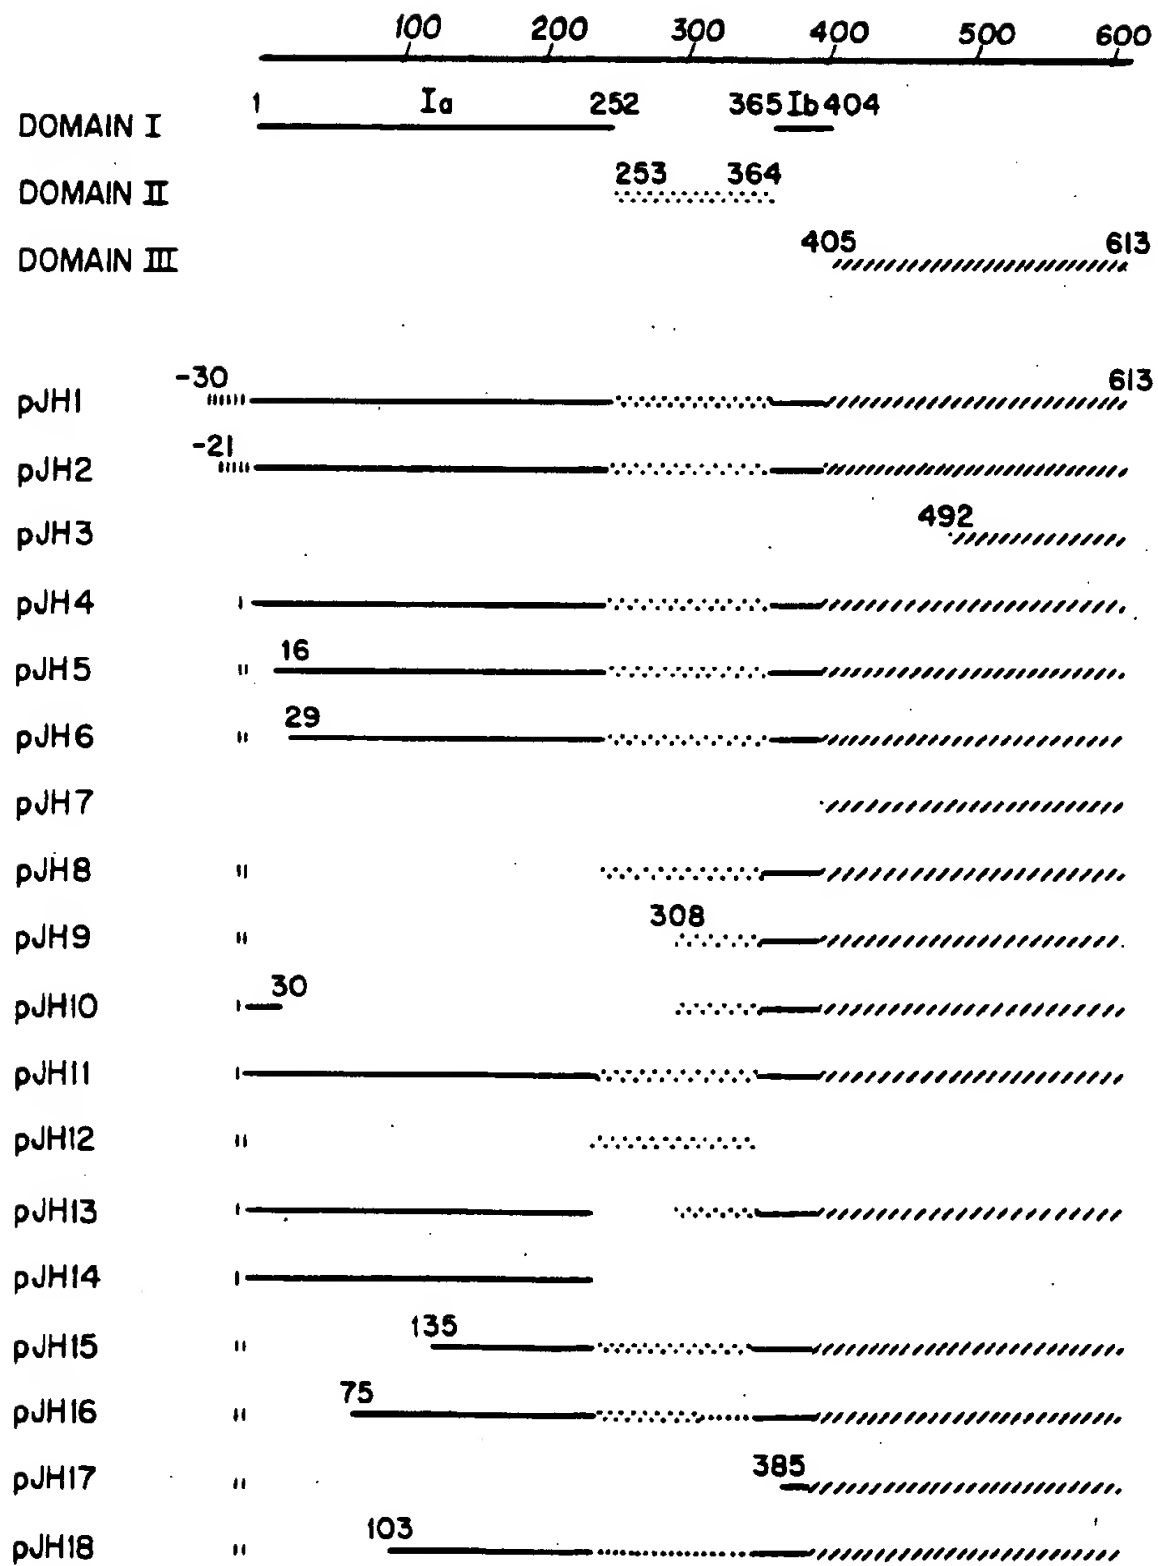 100 200 300 400 500 600
1 Ia 252 365 Ib 404
DOMAIN I
253 364
DOMAIN II
405 613
DOMAIN III
-30 613
pJH1
-21
pJH2
492
pJH3
pJH4
16
pJH5
29
pJH6
pJH7
pJH8
308
pJH9
30
pJH10
pJH11
pJH12
pJH13
pJH14
135
pJH15
75
pJH16
385
pJH17
103
pJH18